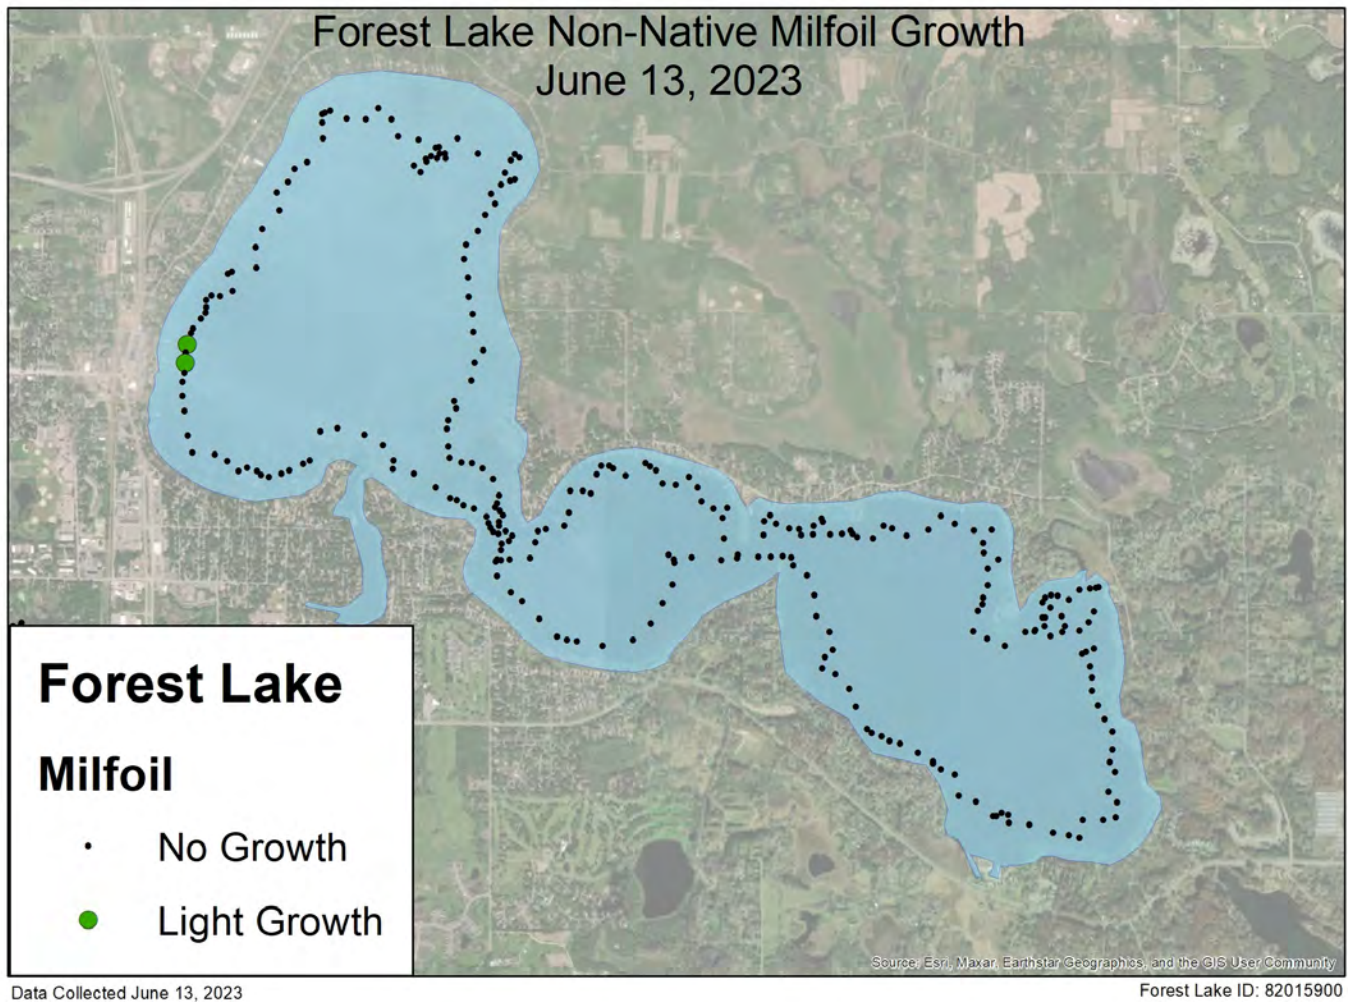 Forest Lake Non-Native Milfoil Growth
June 13, 2023
Forest Lake
Milfoil
No Growth
Light Growth
Source: Esri, Maxar, Earthstar Geographics, and the GIS User Community
Data Collected June 13, 2023
Forest Lake ID: 82015900